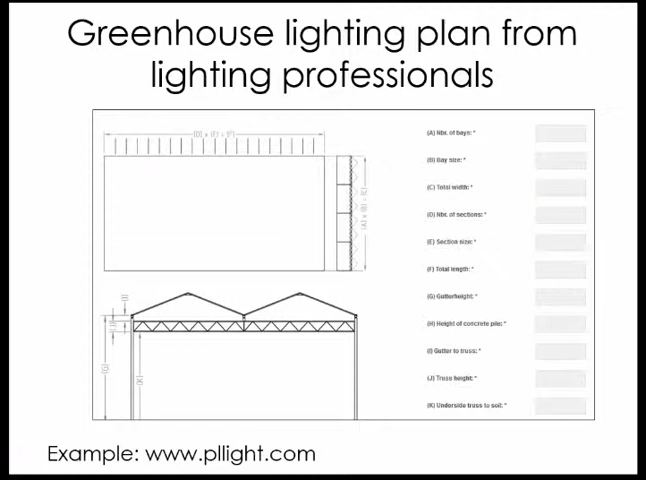 Greenhouse lighting plan from
lighting professionals
(D) x (E) = (F)
(A) x (B) = (C)
(A) Nbr. of bays: *
(B) Bay size: *
(C) Total width: *
(D) Nbr. of sections: *
(E) Section size: *
(F) Total length: *
(G) Gutterheight: *
(H) Height of concrete pile: *
(I) Gutter to truss: *
(J) Truss height: *
(K) Underside truss to soil: *
(I)
(J)
(G)
(K)
Example: www.pllight.com